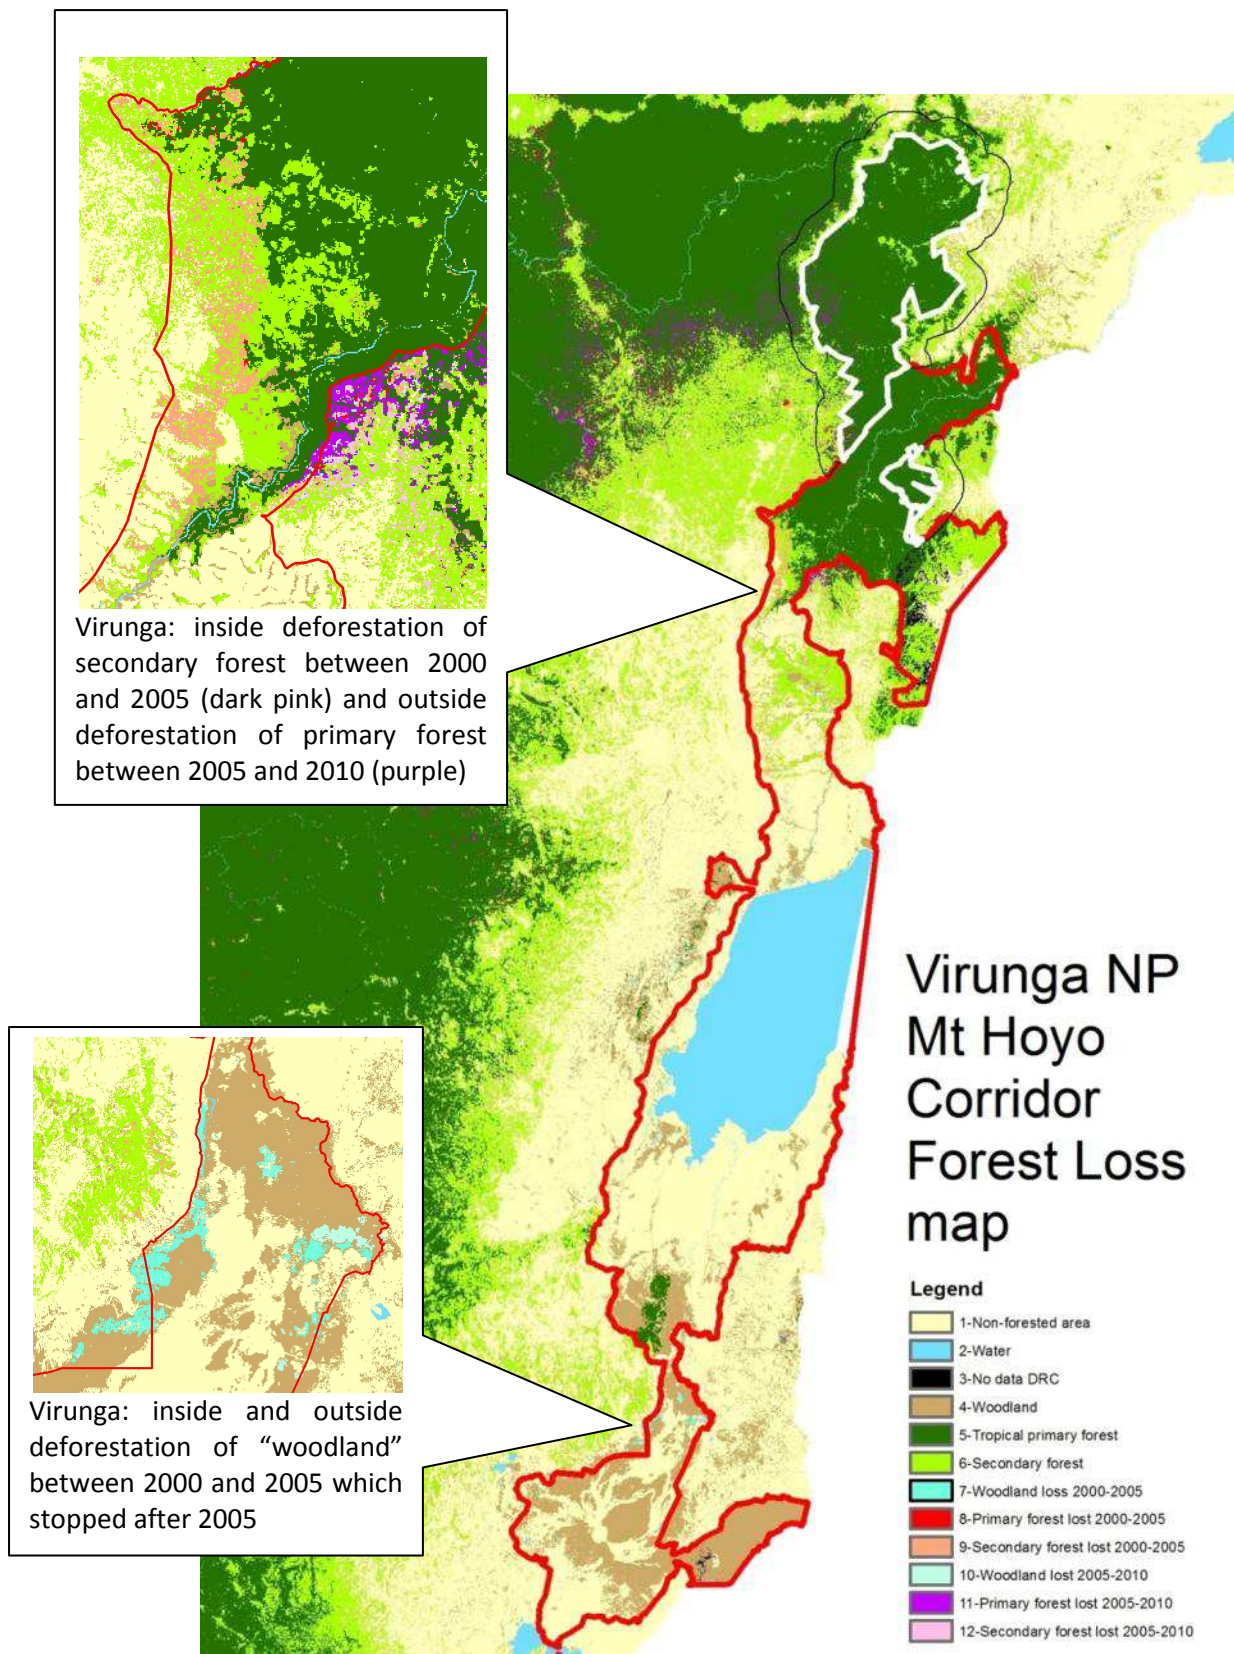 Virunga: inside deforestation of
secondary forest between 2000
and 2005 (dark pink) and outside
deforestation of primary forest
between 2005 and 2010 (purple)
Virunga NP
Mt Hoyo
Corridor
Forest Loss
map
Legend
1-Non-forested area
2-Water
3-No data DRC
4-Woodland
5-Tropical primary forest
6-Secondary forest
7-Woodland loss 2000-2005
8-Primary forest lost 2000-2005
9-Secondary forest lost 2000-2005
10-Woodland lost 2005-2010
11-Primary forest lost 2005-2010
12-Secondary forest lost 2005-2010
Virunga: inside and outside
deforestation of “woodland”
between 2000 and 2005 which
stopped after 2005